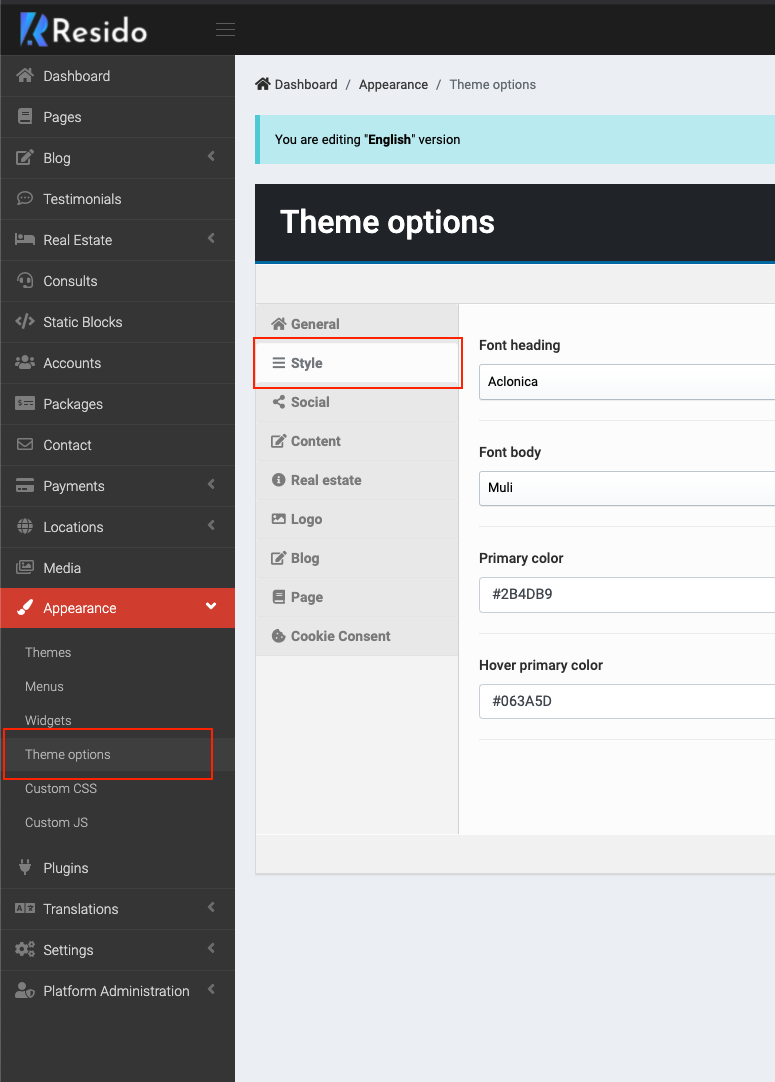 Resido
Dashboard
Pages
Blog
Testimonials
Real Estate
Consults
Static Blocks
Accounts
Packages
Contact
Payments
Locations
Media
Appearance
Themes
Menus
Widgets
Theme options
Custom CSS
Custom JS
Plugins
Translations
Settings
Platform Administration
Dashboard / Appearance / Theme options
You are editing "English" version
Theme options
General
Style
Social
Content
Real estate
Logo
Blog
Page
Cookie Consent
Font heading
Aclonica
Font body
Muli
Primary color
#2B4DB9
Hover primary color
#063A5D